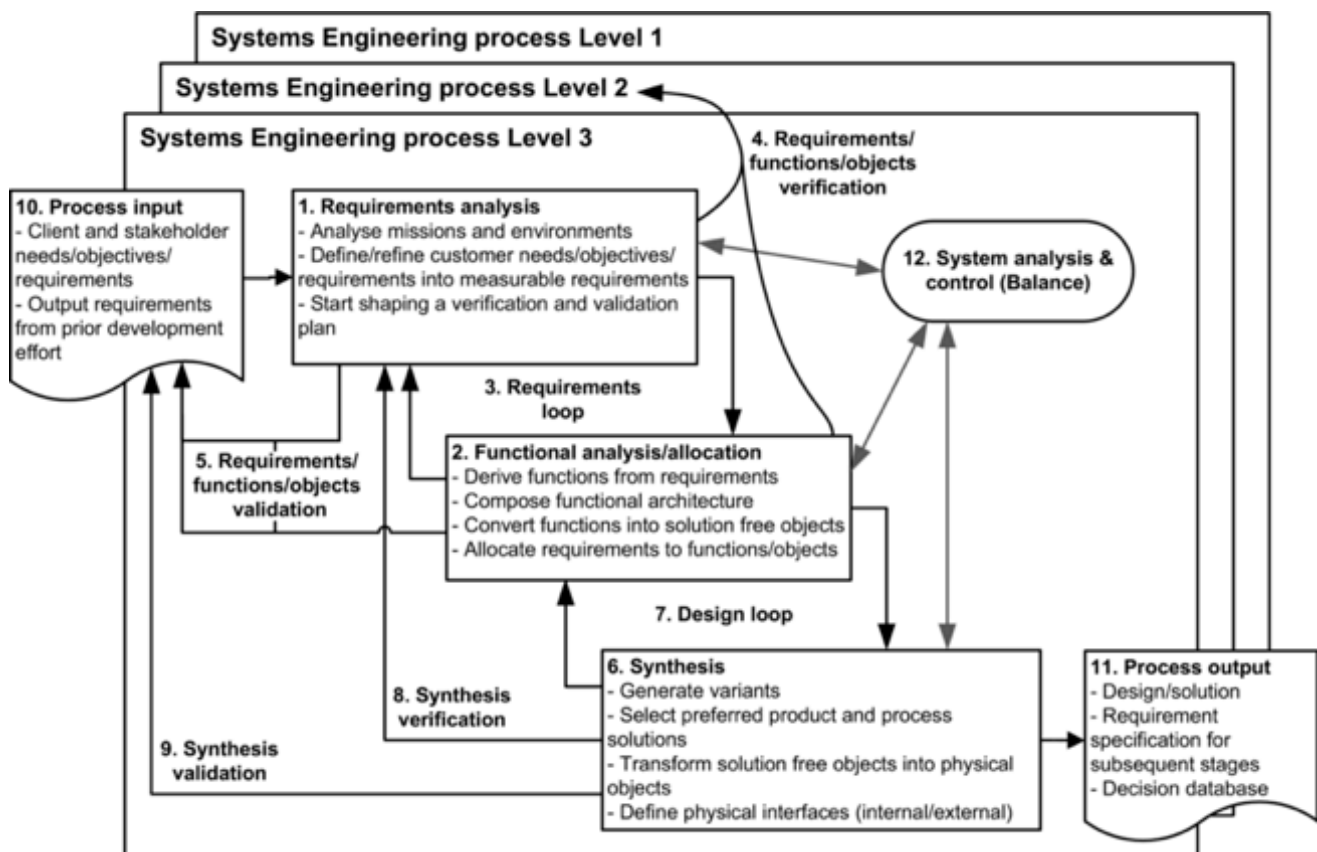 Systems Engineering process Level 1
Systems Engineering process Level 2
Systems Engineering process Level 3
4. Requirements/
functions/objects
verification
10. Process input
- Client and stakeholder
needs/objectives/
requirements
- Output requirements
from prior development
effort
1. Requirements analysis
- Analyse missions and environments
- Define/refine customer needs/objectives/
requirements into measurable requirements
- Start shaping a verification and validation
plan
12. System analysis &
control (Balance)
3. Requirements
loop
5. Requirements/
functions/objects
validation
2. Functional analysis/allocation
- Derive functions from requirements
- Compose functional architecture
- Convert functions into solution free objects
- Allocate requirements to functions/objects
7. Design loop
8. Synthesis
verification
9. Synthesis
validation
6. Synthesis
- Generate variants
- Select preferred product and process
solutions
- Transform solution free objects into physical
objects
- Define physical interfaces (internal/external)
11. Process output
- Design/solution
- Requirement
specification for
subsequent stages
- Decision database